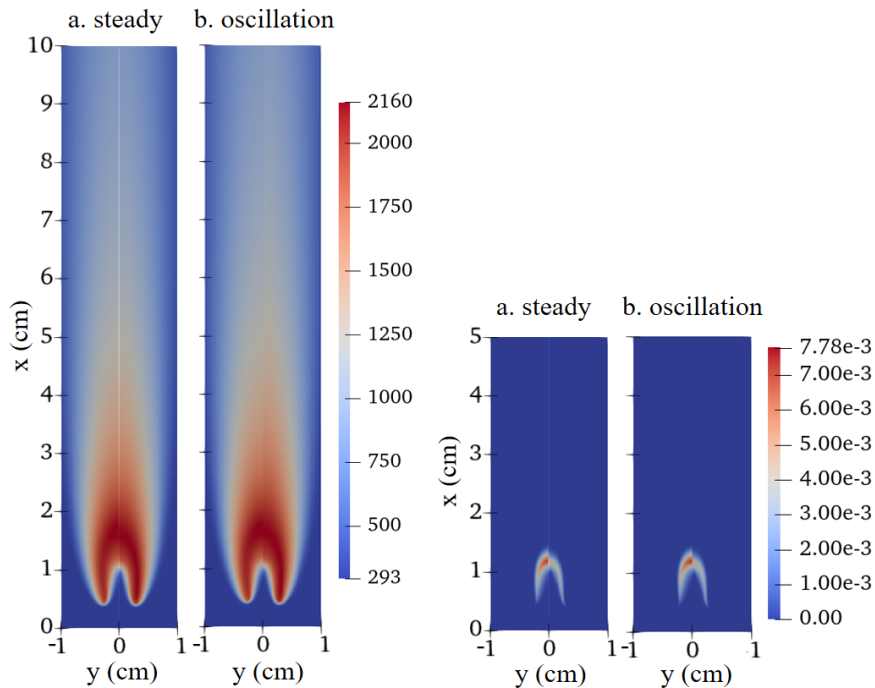 a. steady b. oscillation
10
9
8
7
6
5
4
3
2
1
0
x (cm)
-1 0 1
-1 0 1
y (cm) y (cm)
2160
2000
1750
1500
1250
1000
750
500
293
a. steady b. oscillation
5
4
3
2
1
0
x (cm)
-1 0 1
-1 0 1
y (cm) y (cm)
7.78e-3
7.00e-3
6.00e-3
5.00e-3
4.00e-3
3.00e-3
2.00e-3
1.00e-3
0.00